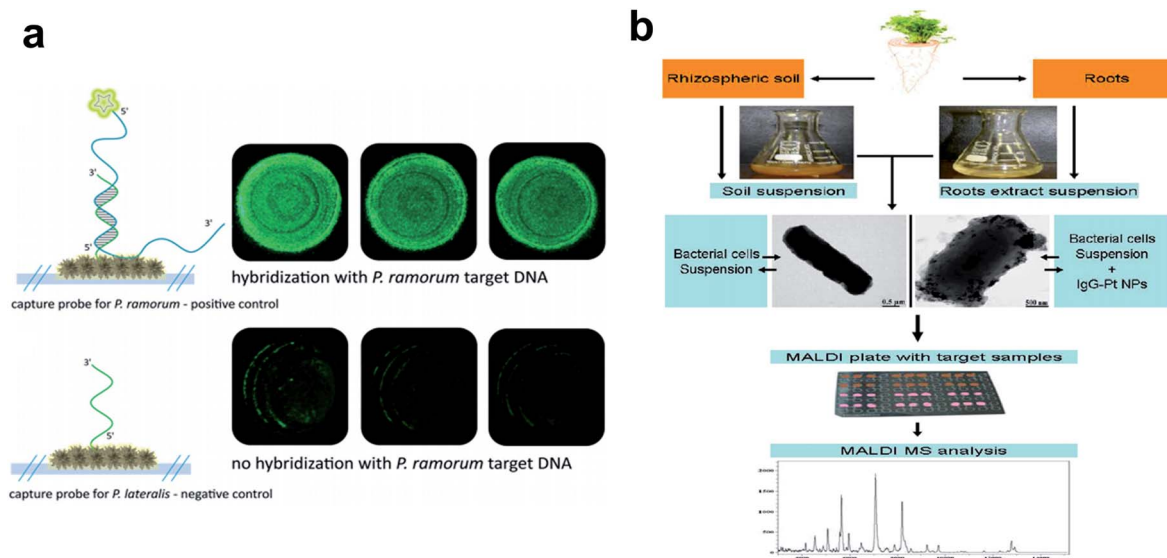 a
5'
3'
3'
5'
hybridization with P. ramorum target DNA
capture probe for P. ramorum - positive control
3'
5'
no hybridization with P. ramorum target DNA
capture probe for P. lateralis - negative control
b
Rhizospheric soil
Roots
Soil suspension
Roots extract suspension
Bacterial cells
Suspension
0.5 µm
500 nm
Bacterial cells
Suspension
+
IgG-Pt NPs
MALDI plate with target samples
MALDI MS analysis